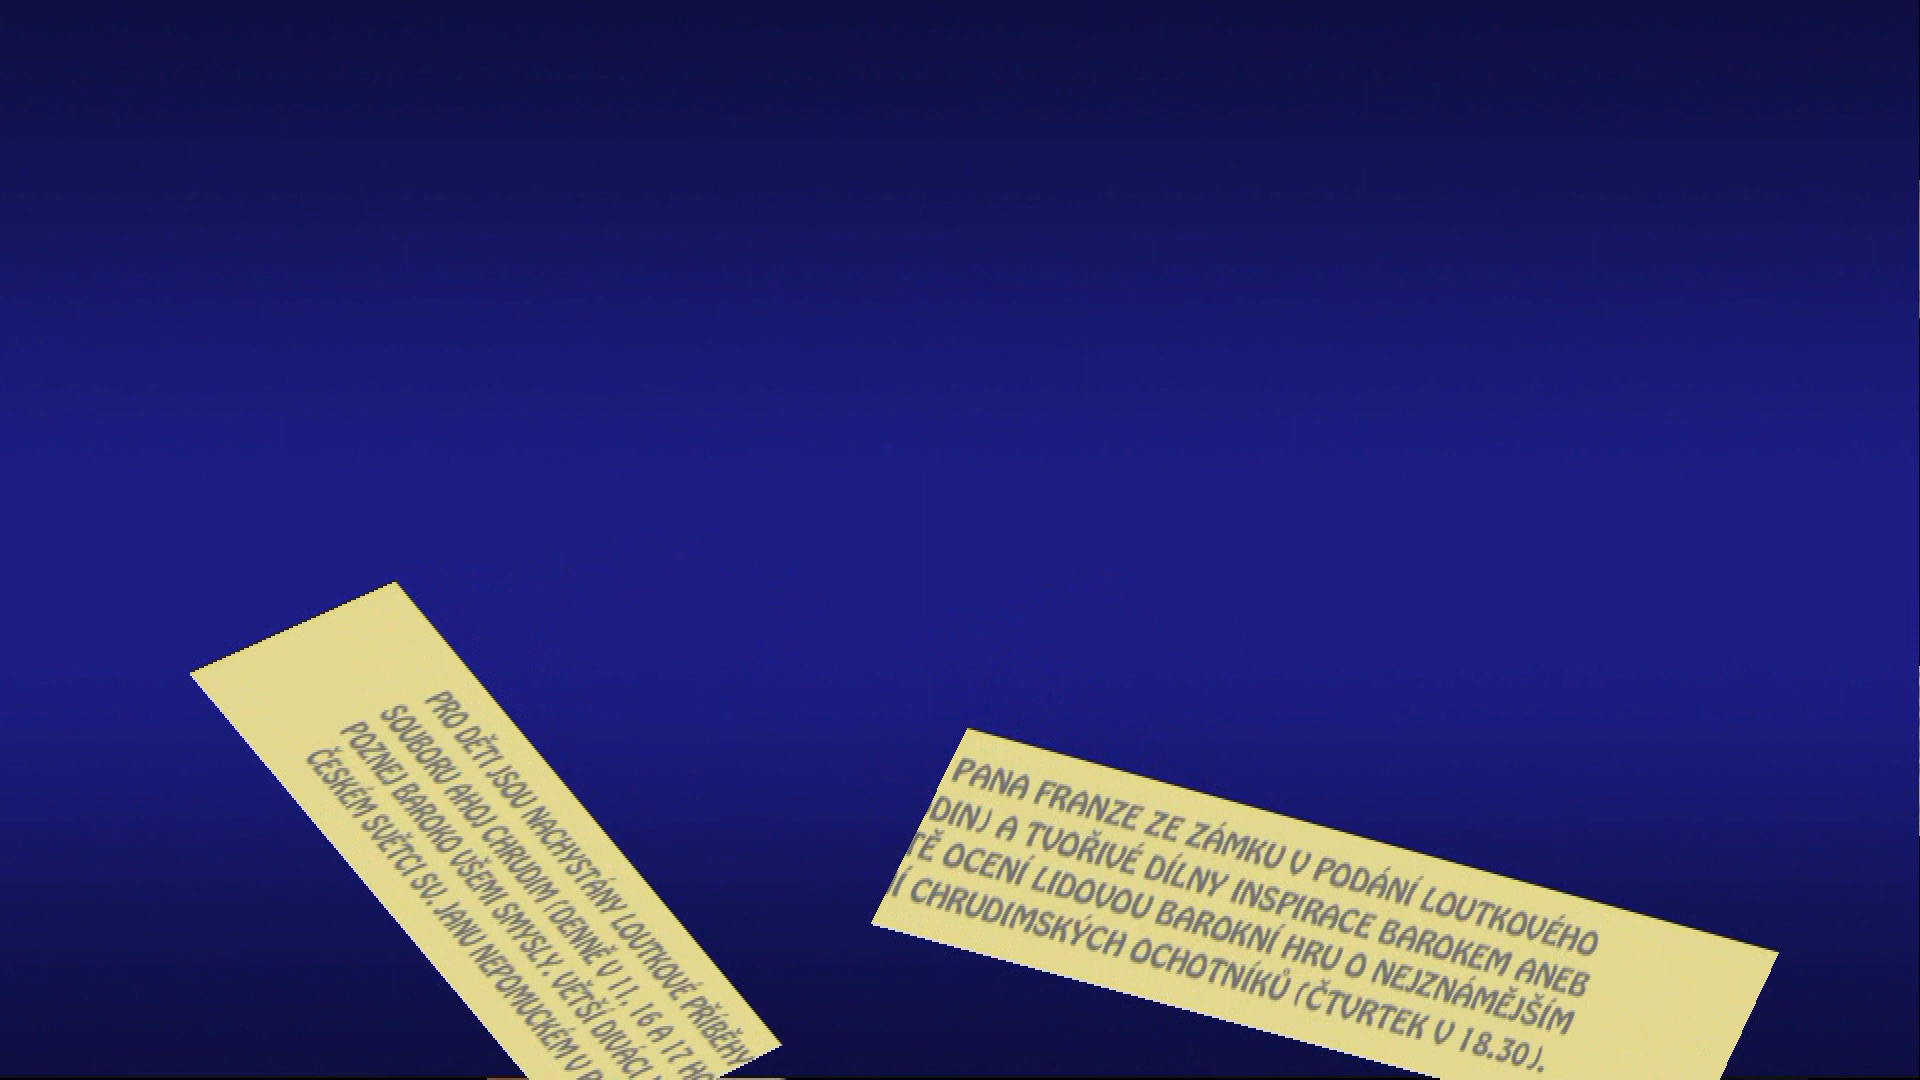 PRO DĚTI JSOU NACHYSTÁNY LOUTKOVÉ PŘÍBĚHY
SOUBORU AHOJ CHRUDIM (DENNĚ V 11, 16 A 17 HO
POZNEJ BAROKO VŠEMI SMYSLY. VĚTŠÍ DIVÁCI
ČESKÉM SVĚTCI SV. JANU NEPOMUCKÉM V
PANA FRANZE ZE ZÁMKU V PODÁNÍ LOUTKOVÉHO
DIN) A TVOŘIVÉ DÍLNY INSPIRACE BAROKEM ANEB
TĚ OCENÍ LIDOVOU BAROKNÍ HRU O NEJZNÁMĚJŠÍM
Í CHRUDIMSKÝCH OCHOTNÍKŮ (ČTVRTEK V 18.30).